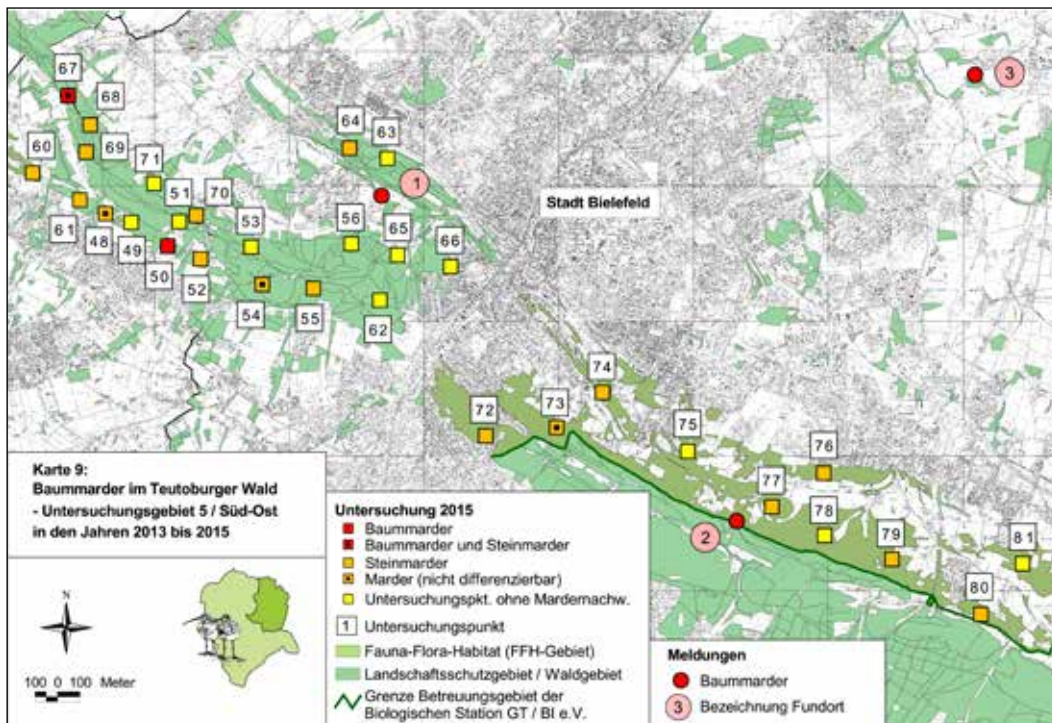 67
68
60
69
71
51
70
64
63
1
3
Stadt Bielefeld
61
48
49
50
52
53
54
55
56
65
66
62
74
72
73
75
76
77
78
79
81
80
2
Karte 9:
Baummarder im Teutoburger Wald
- Untersuchungsgebiet 5 / Süd-Ost
in den Jahren 2013 bis 2015
N
100 0 100 Meter
Untersuchung 2015
Baummarder
Baummarder und Steinmarder
Steinmarder
Marder (nicht differenzierbar)
Untersuchungspkt. ohne Mardernachw.
1 Untersuchungspunkt
Fauna-Flora-Habitat (FFH-Gebiet)
Landschaftsschutzgebiet / Waldgebiet
Grenze Betreuungsgebiet der
Biologischen Station GT / BI e.V.
Meldungen
Baummarder
3 Bezeichnung Fundort